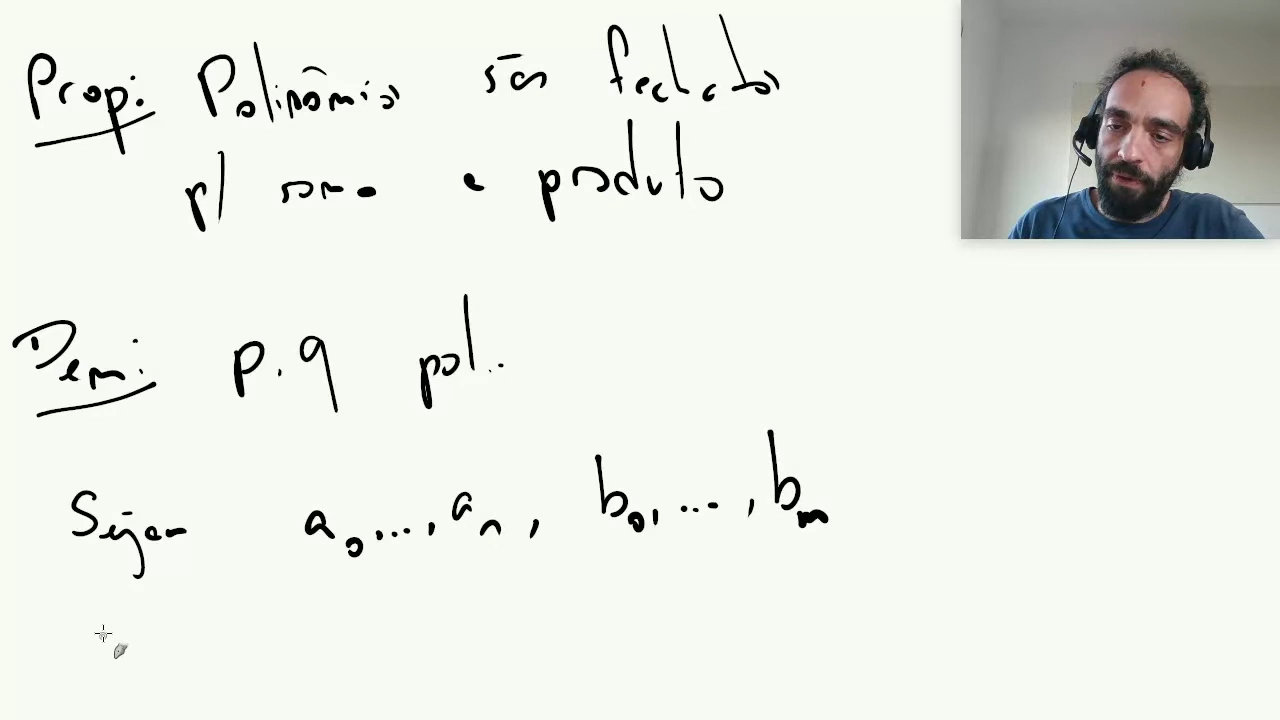 Prop: Polinômios são fechados
p/ soma e produto
Dem: p, q pol.
Sejam a₀, ..., aₙ, b₀, ..., bₘ